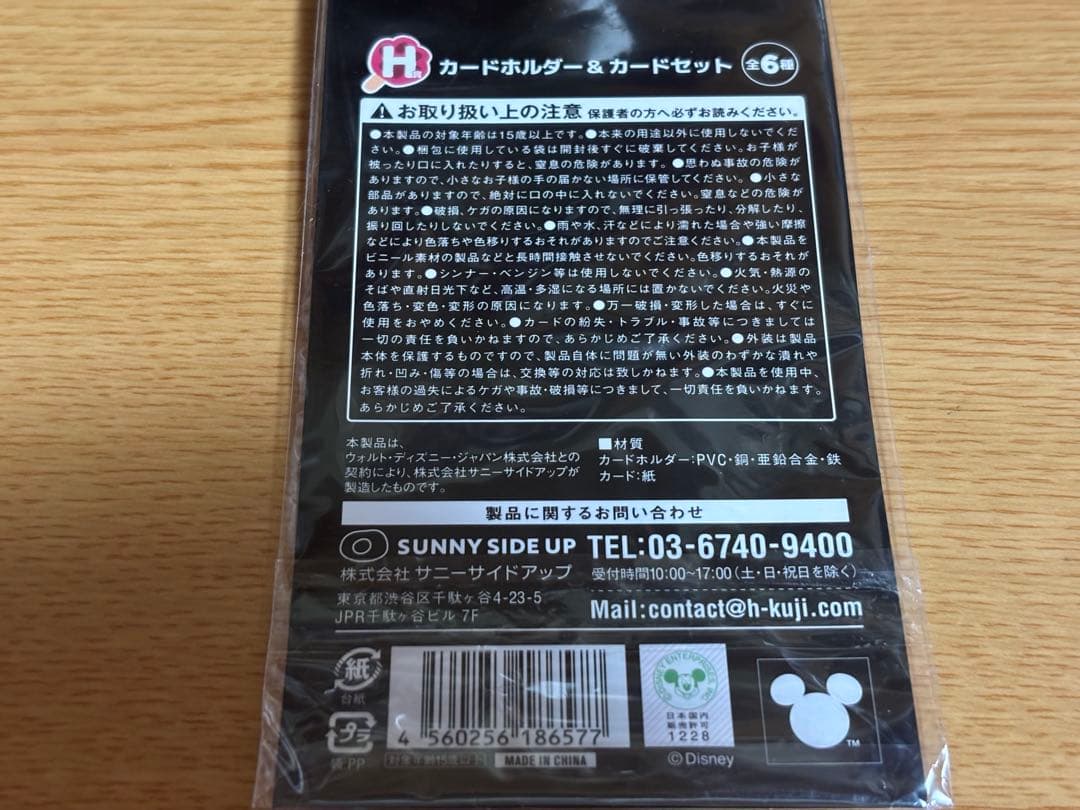 H賞 カードホルダー&カードセット 全6種
お取り扱い上の注意 保護者の方へ必ずお読みください。
●本製品の対象年齢は15歳以上です。●本来の用途以外に使用しないでくだ
さい。●梱包に使用している袋は開封後すぐに破棄してください。お子様が
被ったり口に入れたりすると、窒息の危険があります。●思わぬ事故の危険が
ありますので、小さなお子様の手の届かない場所に保管してください。●小さな
部品がありますので、絶対に口の中に入れないでください。窒息などの危険が
あります。●破損、ケガの原因になりますので、無理に引っ張ったり、分解したり、
振り回したりしないでください。●雨や水、汗などにより濡れた場合や強い摩擦
などにより色落ちや色移りするおそれがありますのでご注意ください。●本製品を
ビニール素材の製品などと長時間接触させないでください。色移りするおそれが
あります。●シンナー・ベンジン等は使用しないでください。●火気・熱源の
そばや直射日光下など、高温・多湿になる場所には置かないでください。火災や
色落ち・変色・変形の原因になります。●万一破損・変形した場合は、すぐに
使用をおやめください。●カードの紛失・トラブル・事故等につきましては
一切の責任を負いかねますので、あらかじめご了承ください。●外装は製品
本体を保護するものですので、製品自体に問題が無い外装のわずかな潰れや
折れ・凹み・傷等の場合は、交換等の対応は致しかねます。●本製品を使用中、
お客様の過失によるケガや事故・破損等につきまして、一切責任を負いかねます。
あらかじめご了承ください。
本製品は、
ウォルト・ディズニー・ジャパン株式会社との
契約により、株式会社サニーサイドアップが
製造したものです。
■材質
カードホルダー:PVC・銅・亜鉛合金・鉄
カード:紙
製品に関するお問い合わせ
SUNNY SIDE UP
株式会社 サニーサイドアップ
東京都渋谷区千駄ヶ谷4-23-5
JPR千駄ヶ谷ビル 7F
TEL:03-6740-9400
受付時間10:00~17:00(土・日・祝日を除く)
Mail:contact@h-kuji.com
紙
台紙
プラ
袋:PP
4 560256 186577
対象年齢15歳以上
MADE IN CHINA
©DISNEY ENTERPRISES, INC.
日本国内
販売許可
1228
©Disney
TM